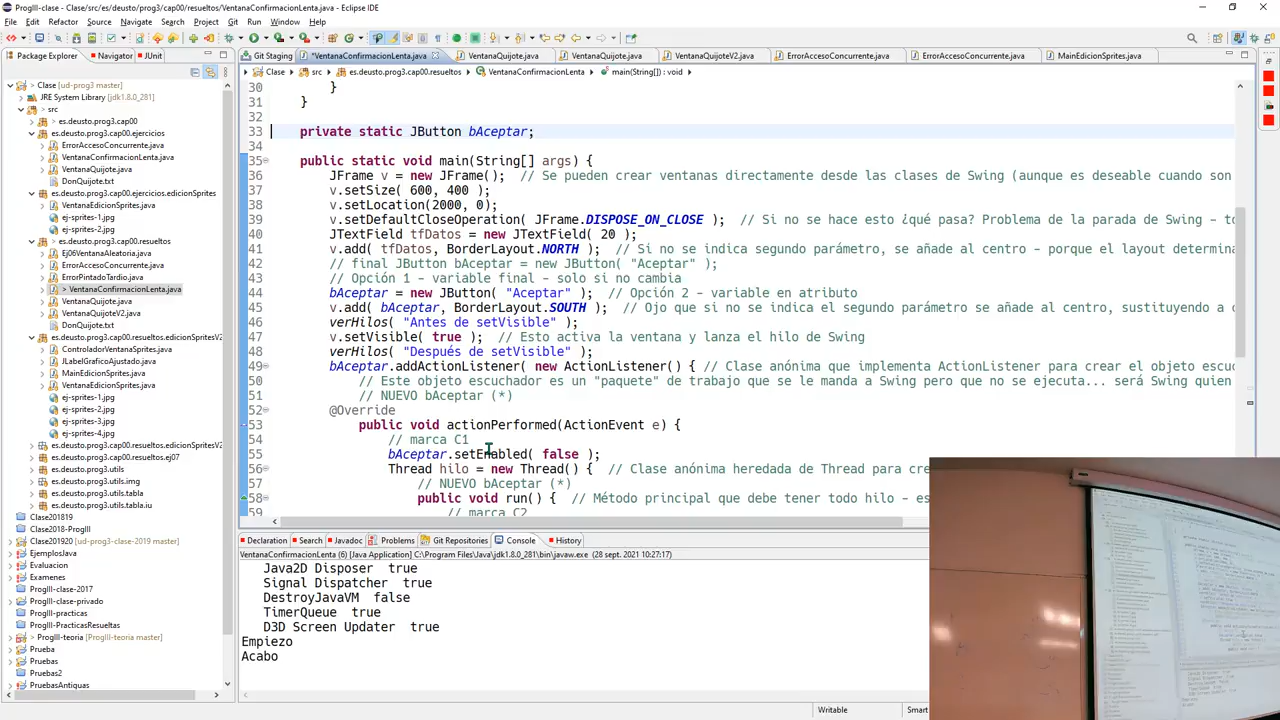 ProgIII-clase - Clase/src/es/deusto/prog3/cap00/resueltos/VentanaConfirmacionLenta.java - Eclipse IDE
File Edit Refactor Source Navigate Search Project Git Run Window Help
Package Explorer Navigator JUnit
Git Staging *VentanaConfirmacionLenta.java VentanaQuijote.java VentanaQuijote.java VentanaQuijoteV2.java ErrorAccesoConcurrente.java ErrorAccesoConcurrente.java MainEdicionSprites.java
Clase src es.deusto.prog3.cap00.resueltos VentanaConfirmacionLenta main(String[]) : void
Clase [ud-prog3 master]
JRE System Library [jdk1.8.0_281]
src
es.deusto.prog3.cap00
es.deusto.prog3.cap00.ejercicios
ErrorAccesoConcurrente.java
VentanaConfirmacionLenta.java
VentanaQuijote.java
DonQuijote.txt
es.deusto.prog3.cap00.ejercicios.edicionSprites
VentanaEdicionSprites.java
ej-sprites-1.jpg
ej-sprites-2.jpg
es.deusto.prog3.cap00.resueltos
Ej06VentanaAleatoria.java
ErrorAccesoConcurrente.java
ErrorPintadoTardio.java
> VentanaConfirmacionLenta.java
VentanaQuijote.java
VentanaQuijoteV2.java
DonQuijote.txt
es.deusto.prog3.cap00.resueltos.edicionSpritesV2
ControladorVentanaSprites.java
JLabelGraficoAjustado.java
MainEdicionSprites.java
VentanaEdicionSprites.java
ej-sprites-1.jpg
ej-sprites-2.jpg
ej-sprites-3.jpg
ej-sprites-4.jpg
es.deusto.prog3.cap00.resueltos.edicionSpritesV2
es.deusto.prog3.cap00.resueltos.ej07
es.deusto.prog3.utils
es.deusto.prog3.utils.img
es.deusto.prog3.utils.tabla
es.deusto.prog3.utils.tabla.iu
Clase201819
Clase2018-ProgIII
Clase201920 [ud-prog3-clase-2019 master]
EjemplosJava
Evaluacion
Examenes
ProgIII-clase-2017
ProgIII-clase-privado
ProgIII-practicas
ProgIII-practicasResueltas
> ProgIII-teoria [ProgIII-teoria master]
Prueba
Pruebas
Pruebas2
PruebasAntiguas
30 }
31 }
32
33 private static JButton bAceptar;
34
35 public static void main(String[] args) {
36 JFrame v = new JFrame(); // Se pueden crear ventanas directamente desde las clases de Swing (aunque es deseable cuando son
37 v.setSize( 600, 400 );
38 v.setLocation(2000, 0);
39 v.setDefaultCloseOperation( JFrame.DISPOSE_ON_CLOSE ); // Si no se hace esto ¿qué pasa? Problema de la parada de Swing - to
40 JTextField tfDatos = new JTextField( 20 );
41 v.add( tfDatos, BorderLayout.NORTH ); // Si no se indica segundo parámetro, se añade al centro - porque el layout determina
42 // final JButton bAceptar = new JButton( "Aceptar" );
43 // Opción 1 - variable final - solo si no cambia
44 bAceptar = new JButton( "Aceptar" ); // Opción 2 - variable en atributo
45 v.add( bAceptar, BorderLayout.SOUTH ); // Ojo que si no se indica el segundo parámetro se añade al centro, sustituyendo a
46 verHilos( "Antes de setVisible" );
47 v.setVisible( true ); // Esto activa la ventana y lanza el hilo de Swing
48 verHilos( "Después de setVisible" );
49 bAceptar.addActionListener( new ActionListener() { // Clase anónima que implementa ActionListener para crear el objeto escu
50 // Este objeto escuchador es un "paquete" de trabajo que se le manda a Swing pero que no se ejecuta... será Swing quien
51 // NUEVO bAceptar (*)
52 @Override
53 public void actionPerformed(ActionEvent e) {
54 // marca C1
55 bAceptar.setEnabled( false );
56 Thread hilo = new Thread() { // Clase anónima heredada de Thread para cre
57 // NUEVO bAceptar (*)
58 public void run() { // Método principal que debe tener todo hilo - es
59 // marca C2
Declaration Search Javadoc Problems Git Repositories Console History
VentanaConfirmacionLenta (6) [Java Application] C:\Program Files\Java\jdk1.8.0_281\bin\javaw.exe (28 sept. 2021 10:27:17)
Java2D Disposer true
Signal Dispatcher true
DestroyJavaVM false
TimerQueue true
D3D Screen Updater true
Empiezo
Acabo
Writable Smart